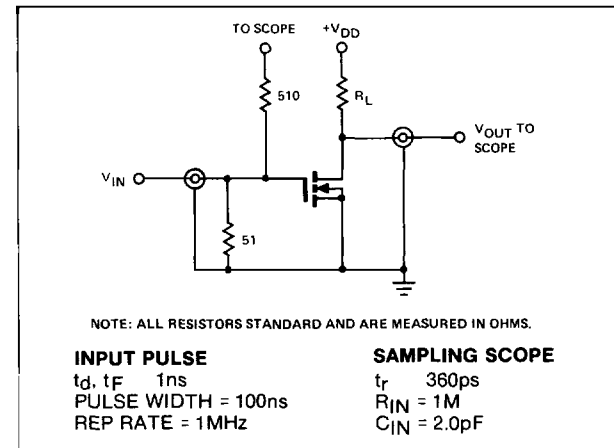 TO SCOPE
+VDD
510
RL
VOUT TO
SCOPE
VIN
51
NOTE: ALL RESISTORS STANDARD AND ARE MEASURED IN OHMS.
INPUT PULSE
td, tF 1ns
PULSE WIDTH = 100ns
REP RATE = 1MHz
SAMPLING SCOPE
tr 360ps
RIN = 1M
CIN = 2.0pF